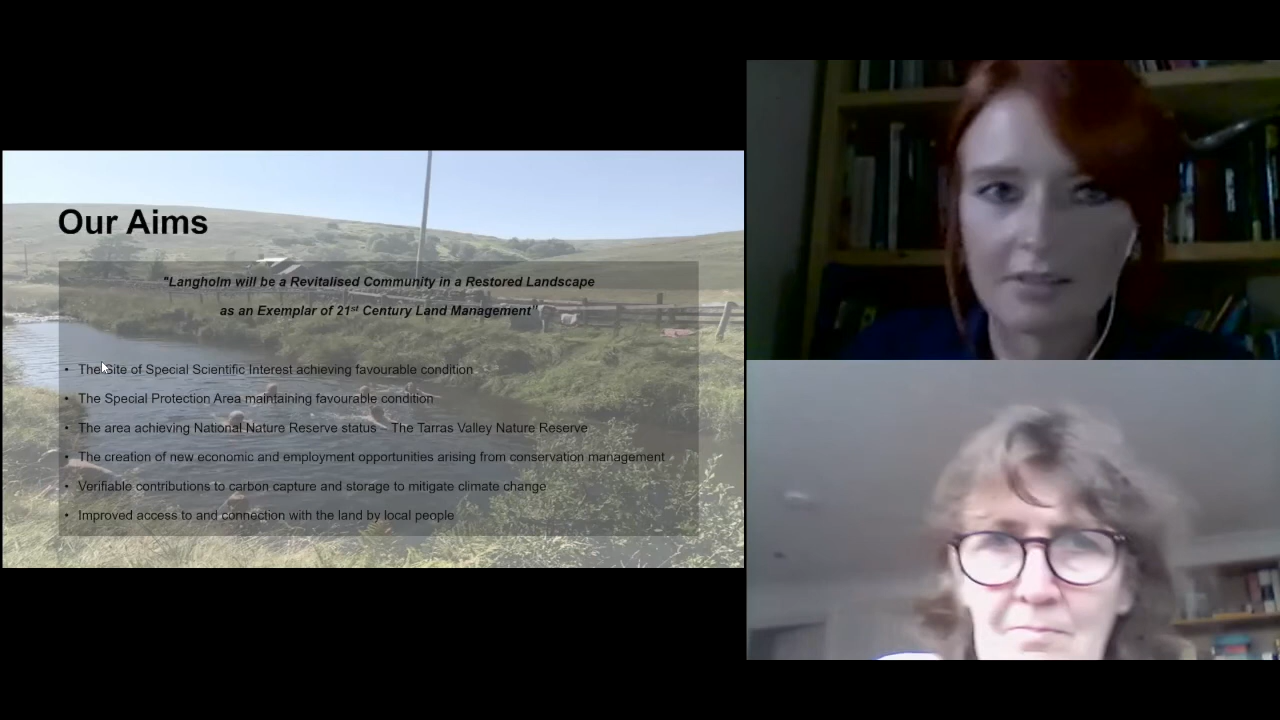 Our Aims
"Langholm will be a Revitalised Community in a Restored Landscape
as an Exemplar of 21st Century Land Management"
• The Site of Special Scientific Interest achieving favourable condition
• The Special Protection Area maintaining favourable condition
• The area achieving National Nature Reserve status – The Tarras Valley Nature Reserve
• The creation of new economic and employment opportunities arising from conservation management
• Verifiable contributions to carbon capture and storage to mitigate climate change
• Improved access to and connection with the land by local people